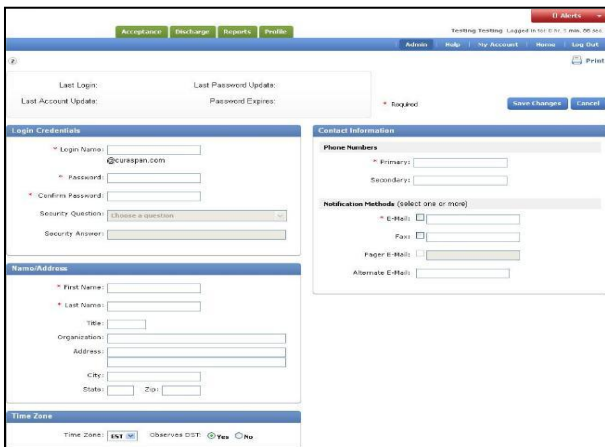 0 Alerts
Acceptance Discharge Reports Profile
Testing Testing Logged in for 0 hr, min, sec
Admin Help My Account Home Log Out
Print
Last Login: Last Password Update:
Last Account Update: Password Expires:
* Required Save Changes Cancel
Login Credentials
* Login Name:
@curaspan.com
* Password:
* Confirm Password:
Security Question: Choose a question
Security Answer:
Name/Address
* First Name:
* Last Name:
Title:
Organization:
Address:
City:
State: Zip:
Time Zone
Time Zone: EST Observes DST: Yes No
Contact Information
Phone Numbers
* Primary:
Secondary:
Notification Methods (select one or more)
* E-Mail:
Fax:
Pager E-Mail:
Alternate E-Mail: